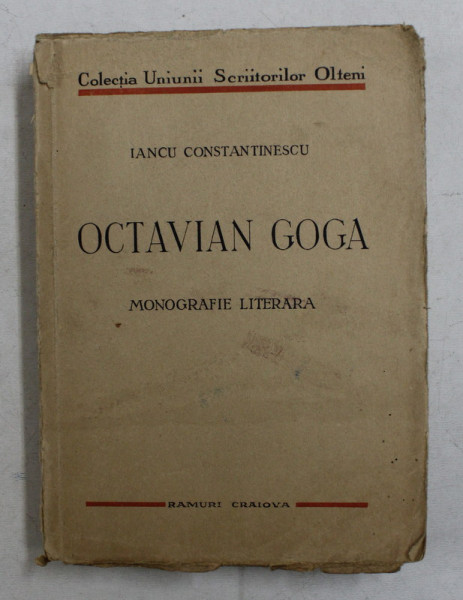 Colecția Uniunii Scriitorilor Olteni
IANCU CONSTANTINESCU
OCTAVIAN GOGA
MONOGRAFIE LITERARA
RAMURI CRAIOVA